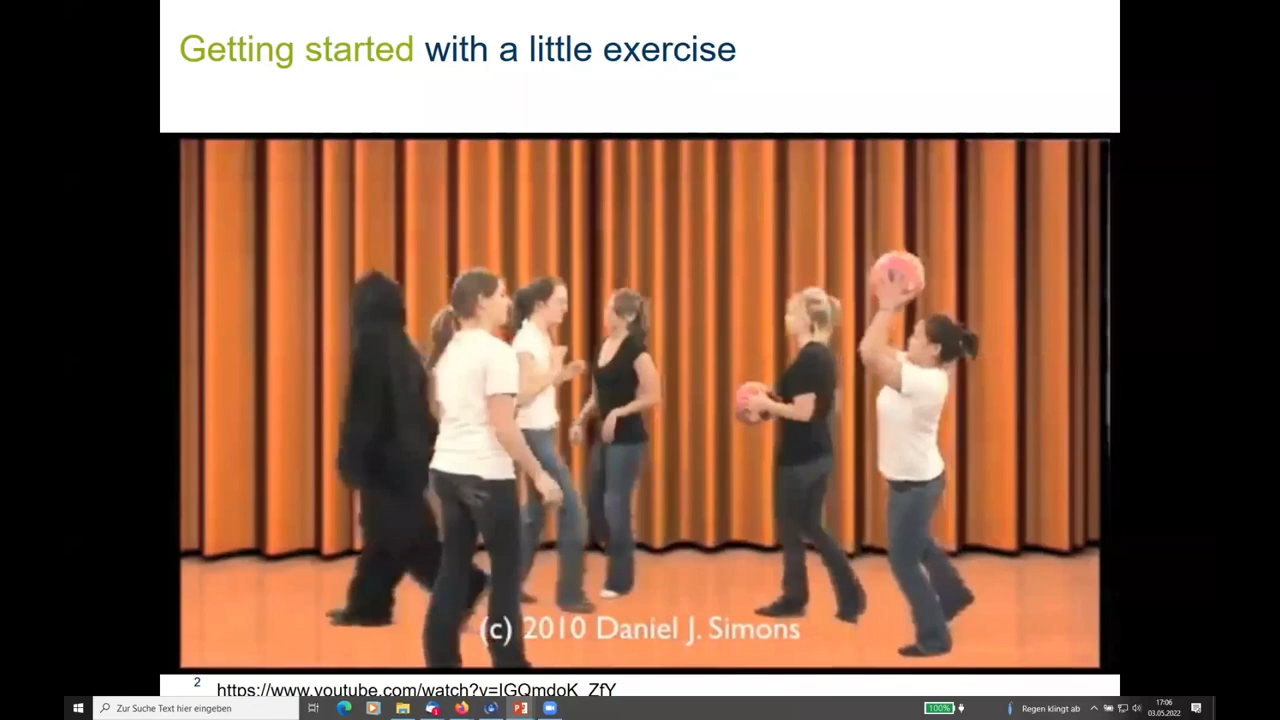 Getting started with a little exercise
(c) 2010 Daniel J. Simons
2
https://www.youtube.com/watch?v=IGQmdoK_ZfY
Zur Suche Text hier eingeben
100%
Regen klingt ab
17:06
03.05.2022